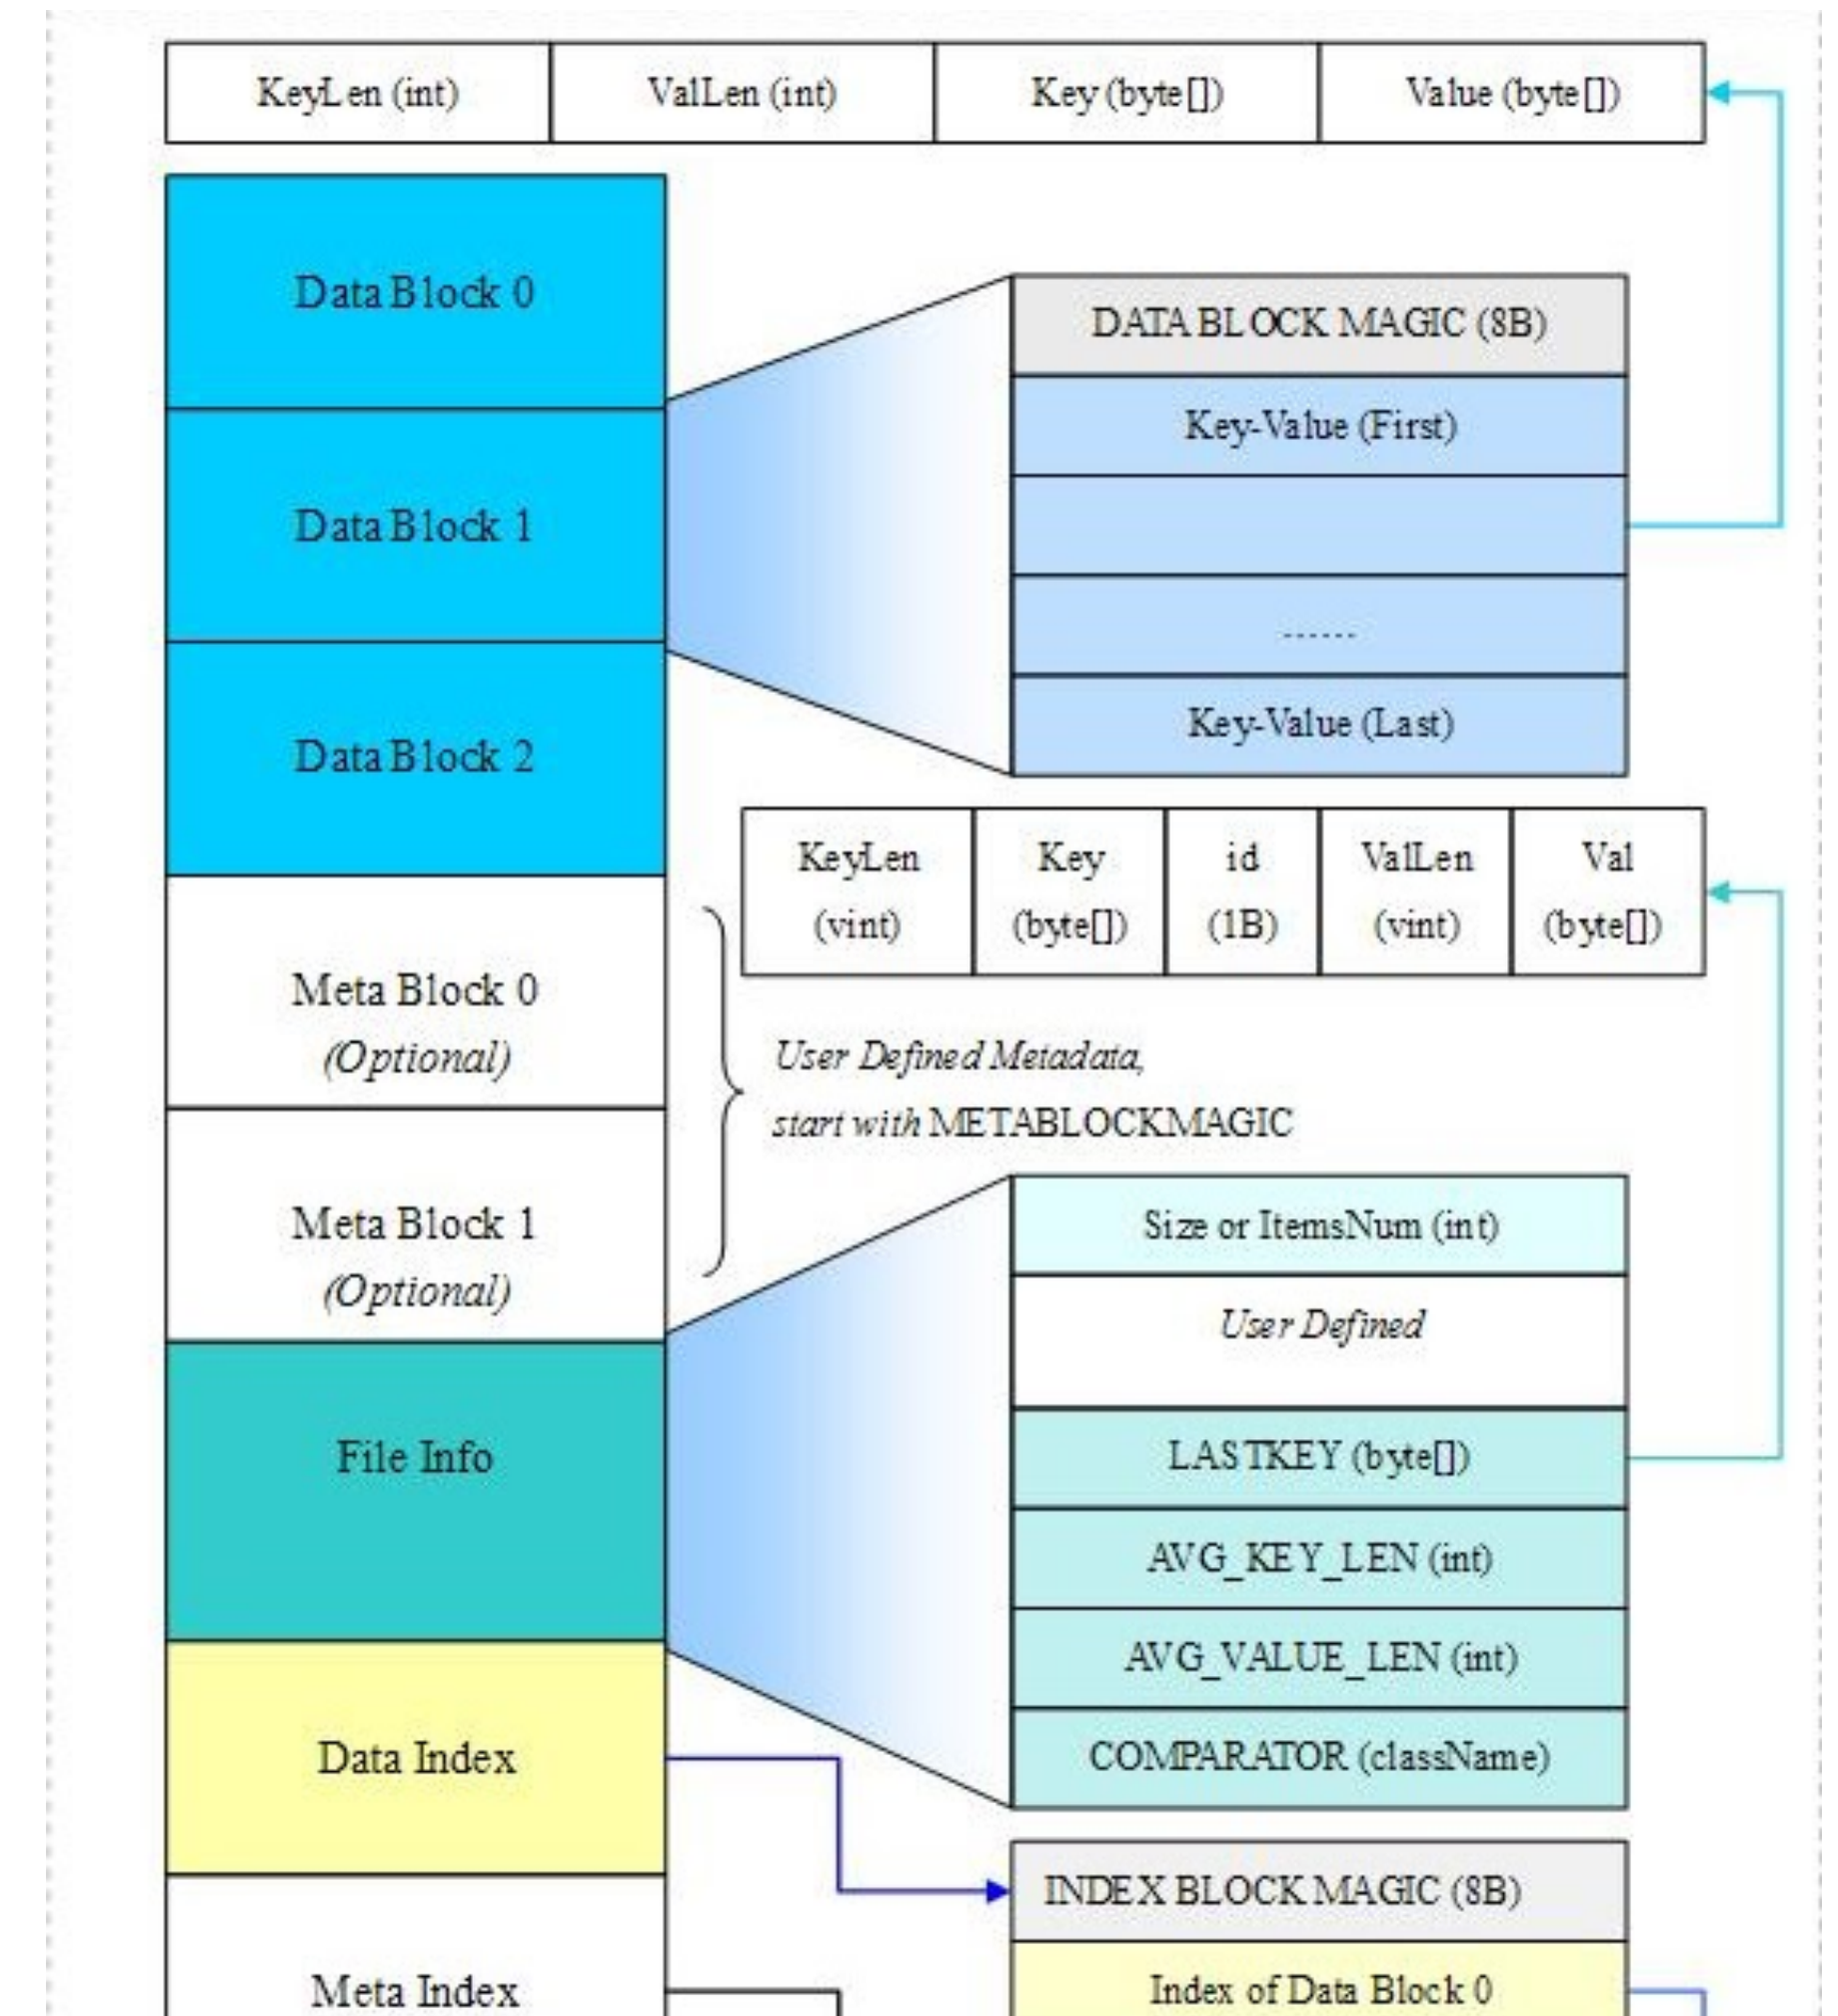 KeyLen (int) ValLen (int) Key (byte[]) Value (byte[])
Data Block 0
DATA BLOCK MAGIC (8B)
Key-Value (First)
Data Block 1
......
Key-Value (Last)
Data Block 2
KeyLen (vint)
Key (byte[])
id (1B)
ValLen (vint)
Val (byte[])
Meta Block 0
(Optional)
User Defined Metadata,
start with METABLOCKMAGIC
Meta Block 1
(Optional)
Size or ItemsNum (int)
User Defined
File Info
LASTKEY (byte[])
AVG_KEY_LEN (int)
AVG_VALUE_LEN (int)
COMPARATOR (className)
Data Index
INDEX BLOCK MAGIC (8B)
Index of Data Block 0
Meta Index